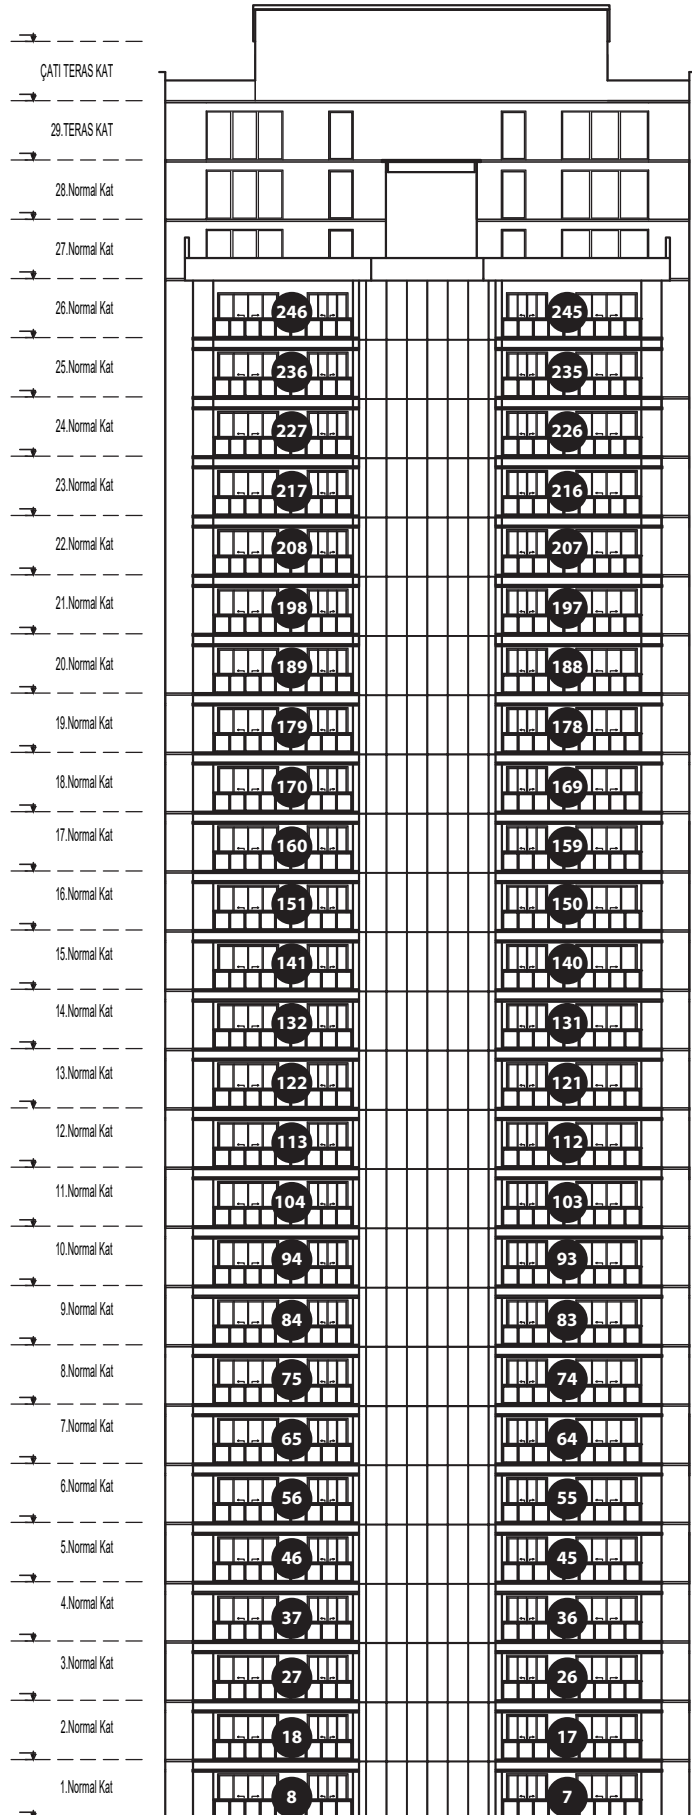 ÇATI TERAS KAT
29.TERAS KAT
28.Normal Kat
27.Normal Kat
26.Normal Kat 246 245
25.Normal Kat 236 235
24.Normal Kat 227 226
23.Normal Kat 217 216
22.Normal Kat 208 207
21.Normal Kat 198 197
20.Normal Kat 189 188
19.Normal Kat 179 178
18.Normal Kat 170 169
17.Normal Kat 160 159
16.Normal Kat 151 150
15.Normal Kat 141 140
14.Normal Kat 132 131
13.Normal Kat 122 121
12.Normal Kat 113 112
11.Normal Kat 104 103
10.Normal Kat 94 93
9.Normal Kat 84 83
8.Normal Kat 75 74
7.Normal Kat 65 64
6.Normal Kat 56 55
5.Normal Kat 46 45
4.Normal Kat 37 36
3.Normal Kat 27 26
2.Normal Kat 18 17
1.Normal Kat 8 7